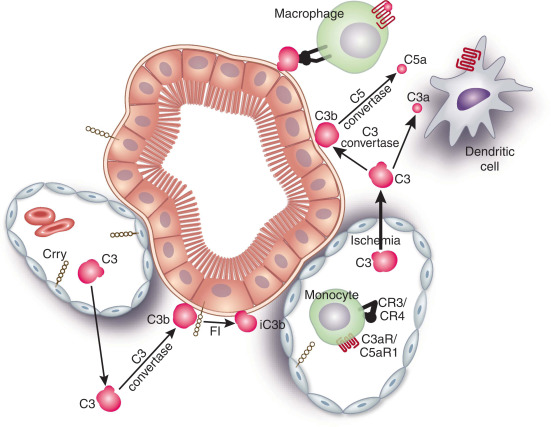 Macrophage
C5a
C5
convertase
C3b
C3a
C3
convertase
Dendritic
cell
C3
Ischemia
C3
Crry
C3
Monocyte
CR3/
CR4
C3b
FI
iC3b
C3aR/
C5aR1
C3
convertase
C3